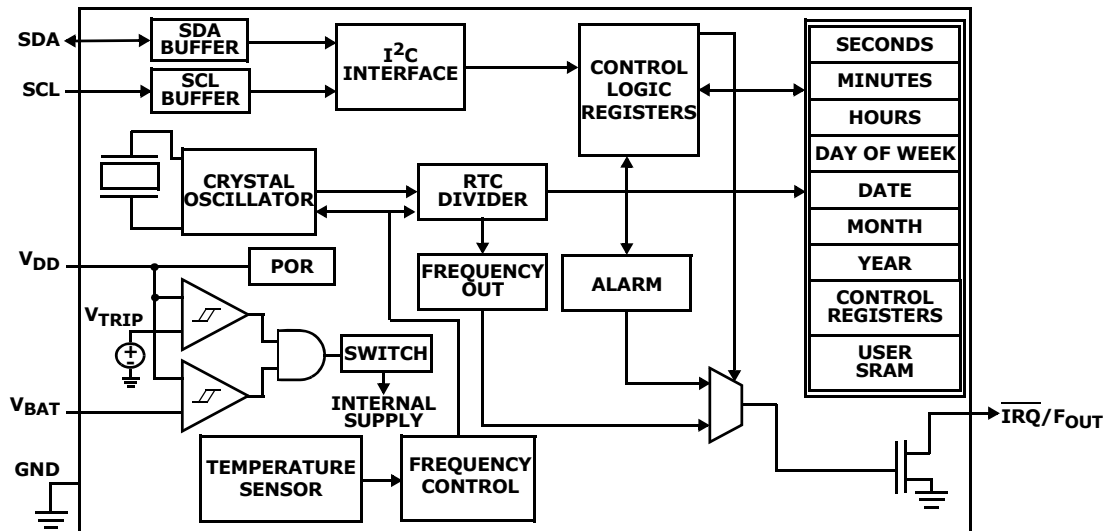 SDA
SDA
BUFFER
SCL
SCL
BUFFER
I²C
INTERFACE
CONTROL
LOGIC
REGISTERS
SECONDS
MINUTES
HOURS
DAY OF WEEK
DATE
MONTH
YEAR
CONTROL
REGISTERS
USER
SRAM
CRYSTAL
OSCILLATOR
RTC
DIVIDER
VDD
POR
FREQUENCY
OUT
ALARM
VTRIP
+
-
SWITCH
INTERNAL
SUPPLY
VBAT
IRQ/FOUT
GND
TEMPERATURE
SENSOR
FREQUENCY
CONTROL